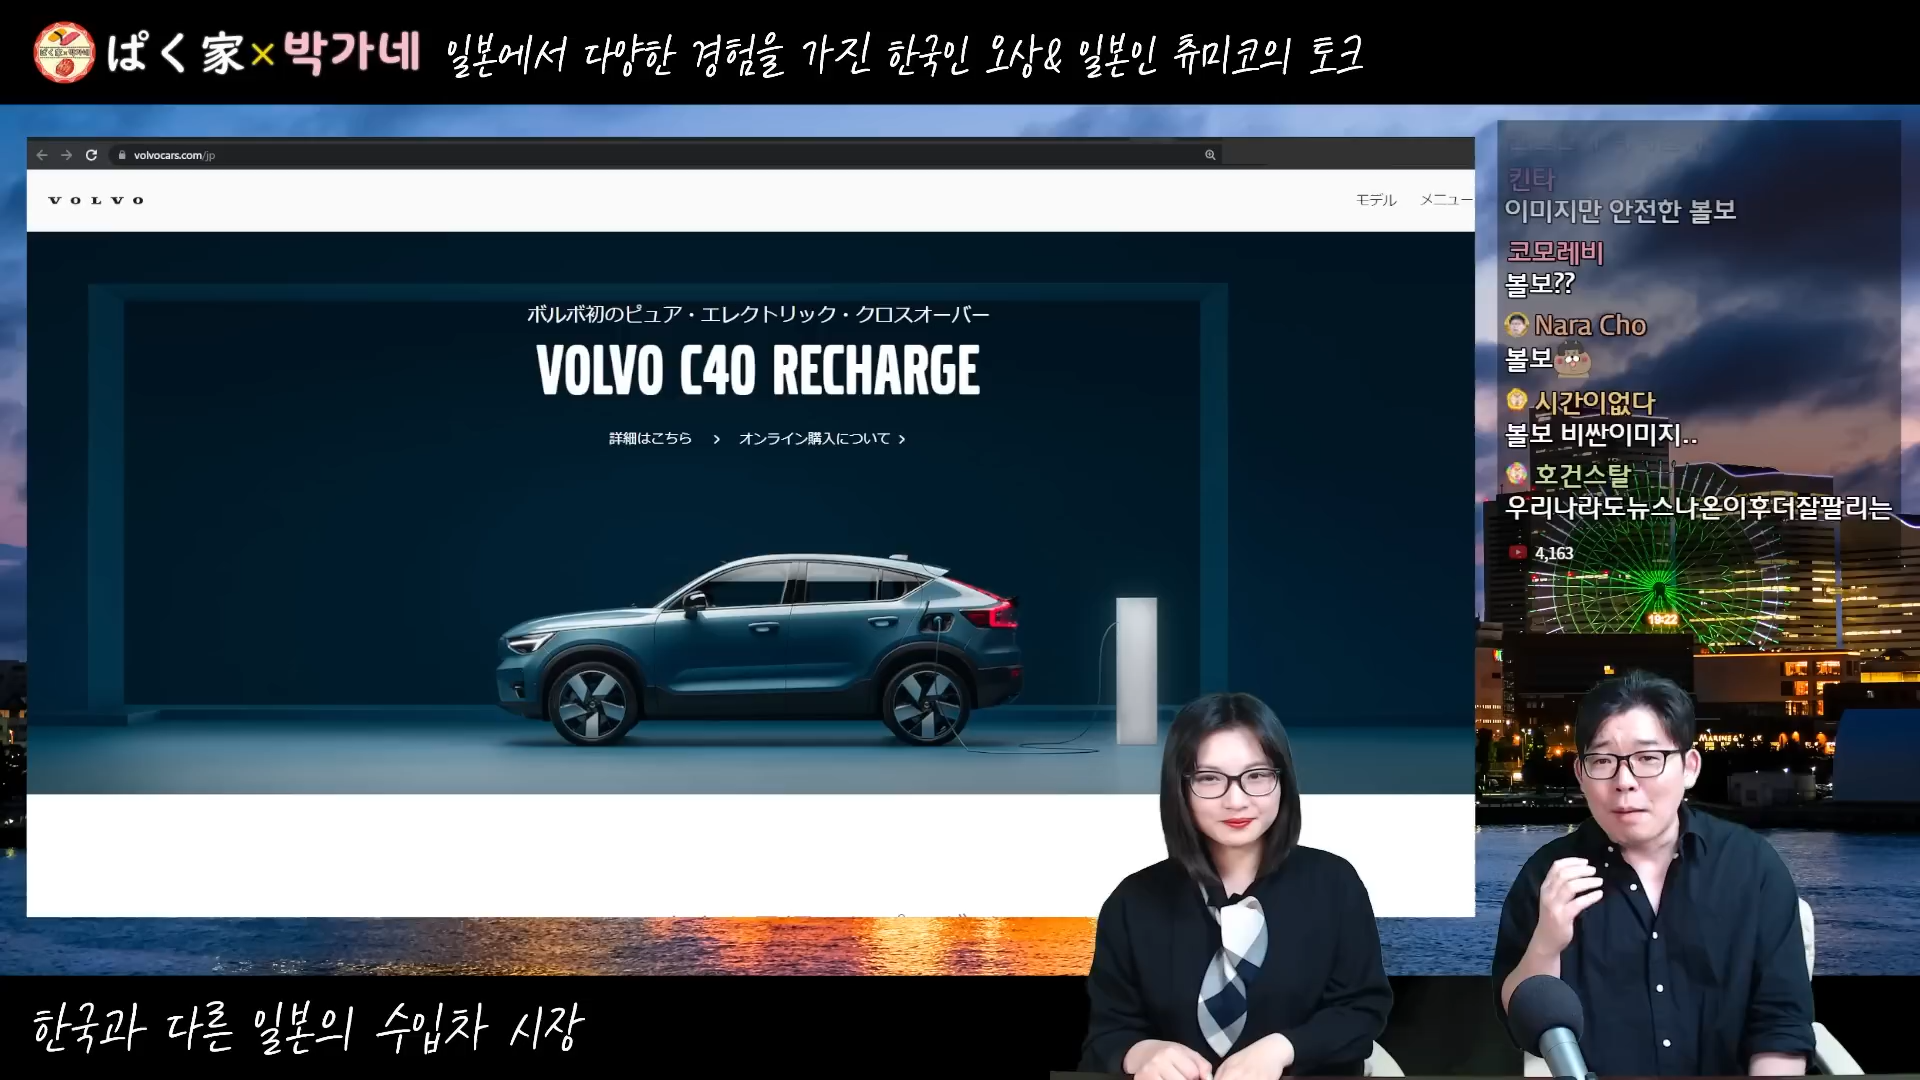 ぱく家×박가네
일본에서 다양한 경험을 가진 한국인 오상& 일본인 츄미코의 토크
volvocars.com/jp
VOLVO
モデル
メニュー
ボルボ初のピュア・エレクトリック・クロスオーバー
VOLVO C40 RECHARGE
詳細はこちら
オンライン購入について
킨타
이미지만 안전한 볼보
코모레비
볼보??
Nara Cho
볼보
시간이없다
볼보 비싼이미지..
호건스탈
우리나라도뉴스나온이후더잘팔리는
4,163
19:22
한국과 다른 일본의 수입차 시장